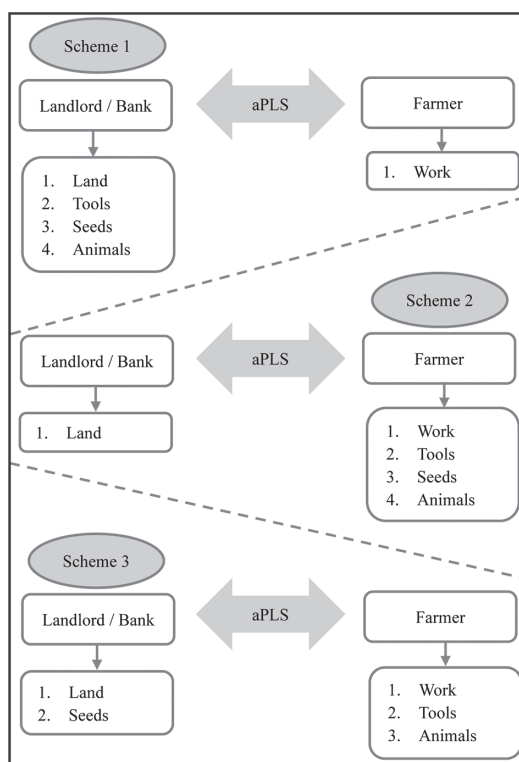 Scheme 1
Landlord / Bank
aPLS
Farmer
1. Land
2. Tools
3. Seeds
4. Animals
1. Work
Scheme 2
Landlord / Bank
aPLS
Farmer
1. Land
1. Work
2. Tools
3. Seeds
4. Animals
Scheme 3
Landlord / Bank
aPLS
Farmer
1. Land
2. Seeds
1. Work
2. Tools
3. Animals